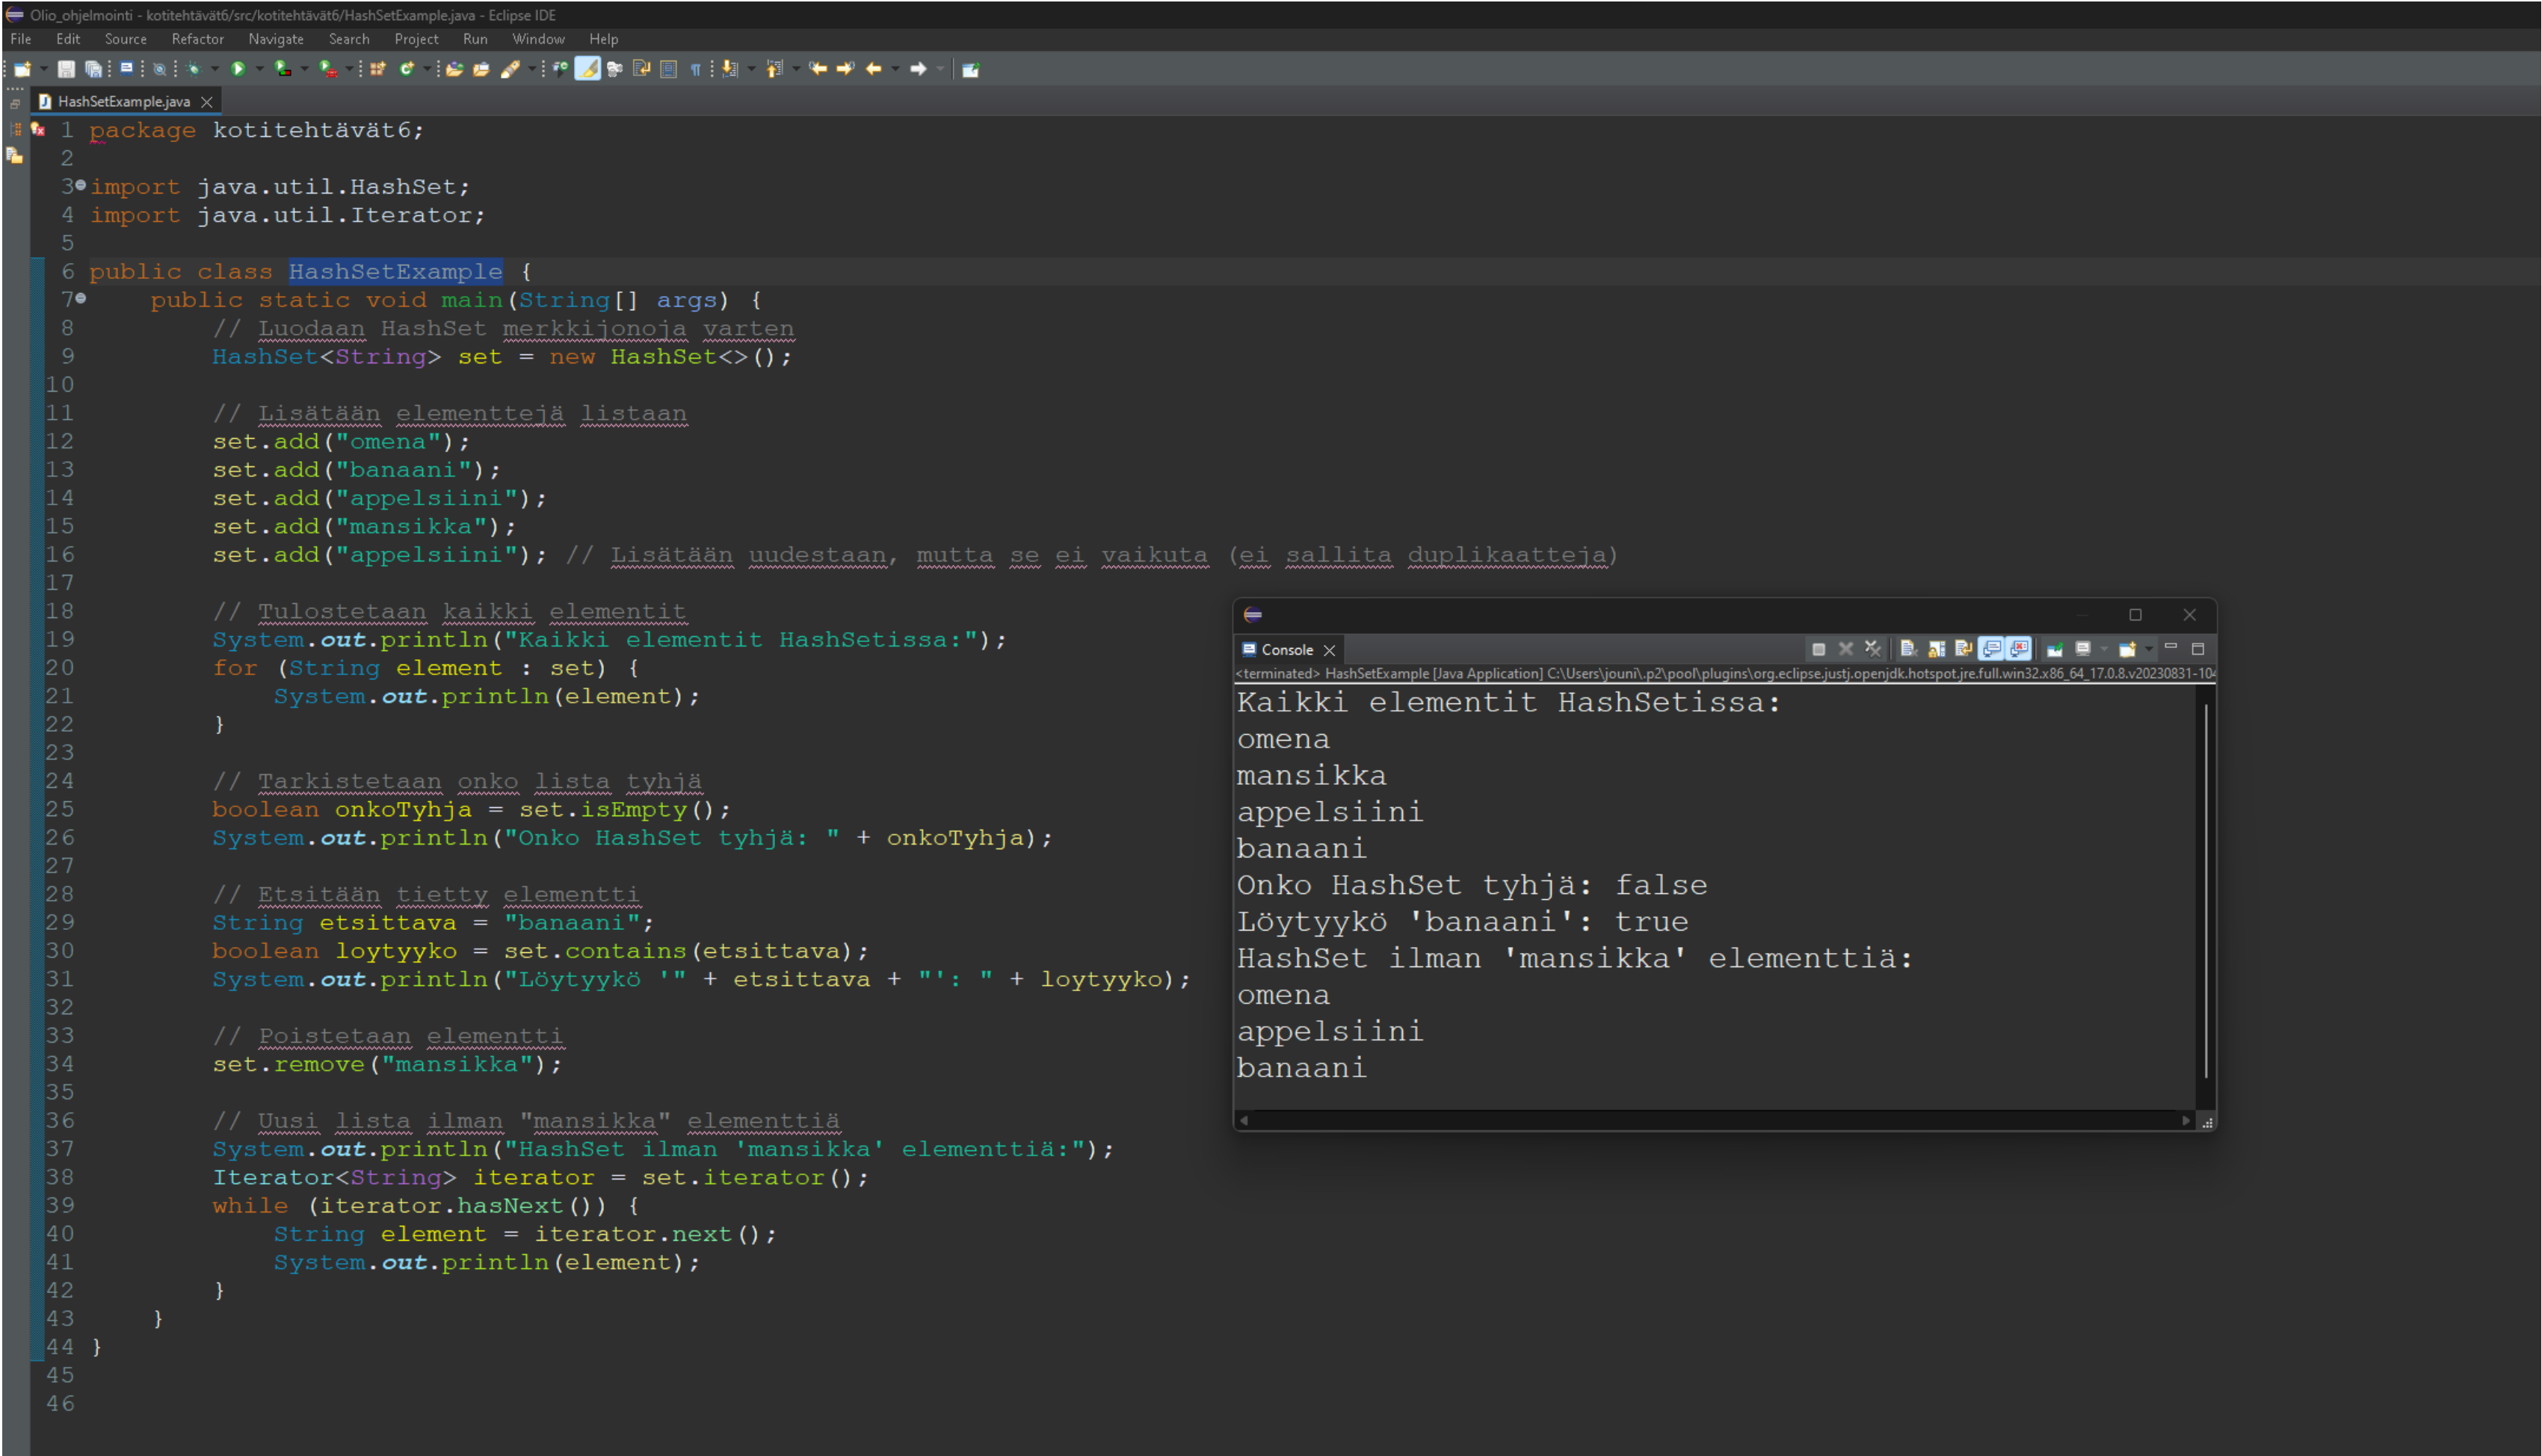 Olio_ohjelmointi - kotitehtävät6/src/kotitehtävät6/HashSetExample.java - Eclipse IDE
File Edit Source Refactor Navigate Search Project Run Window Help
HashSetExample.java
1 package kotitehtävät6;
2
3 import java.util.HashSet;
4 import java.util.Iterator;
5
6 public class HashSetExample {
7     public static void main(String[] args) {
8         // Luodaan HashSet merkkijonoja varten
9         HashSet<String> set = new HashSet<>();
10
11         // Lisätään elementtejä listaan
12         set.add("omena");
13         set.add("banaani");
14         set.add("appelsiini");
15         set.add("mansikka");
16         set.add("appelsiini"); // Lisätään uudestaan, mutta se ei vaikuta (ei sallita duplikaatteja)
17
18         // Tulostetaan kaikki elementit
19         System.out.println("Kaikki elementit HashSetissa:");
20         for (String element : set) {
21             System.out.println(element);
22         }
23
24         // Tarkistetaan onko lista tyhjä
25         boolean onkoTyhja = set.isEmpty();
26         System.out.println("Onko HashSet tyhjä: " + onkoTyhja);
27
28         // Etsitään tietty elementti
29         String etsittava = "banaani";
30         boolean loytyyko = set.contains(etsittava);
31         System.out.println("Löytyykö '" + etsittava + "': " + loytyyko);
32
33         // Poistetaan elementti
34         set.remove("mansikka");
35
36         // Uusi lista ilman "mansikka" elementtiä
37         System.out.println("HashSet ilman 'mansikka' elementtiä:");
38         Iterator<String> iterator = set.iterator();
39         while (iterator.hasNext()) {
40             String element = iterator.next();
41             System.out.println(element);
42         }
43     }
44 }
45
46
Console
<terminated> HashSetExample [Java Application] C:\Users\jouni\.p2\pool\plugins\org.eclipse.justj.openjdk.hotspot.jre.full.win32.x86_64_17.0.8.v20230831-104
Kaikki elementit HashSetissa:
omena
mansikka
appelsiini
banaani
Onko HashSet tyhjä: false
Löytyykö 'banaani': true
HashSet ilman 'mansikka' elementtiä:
omena
appelsiini
banaani